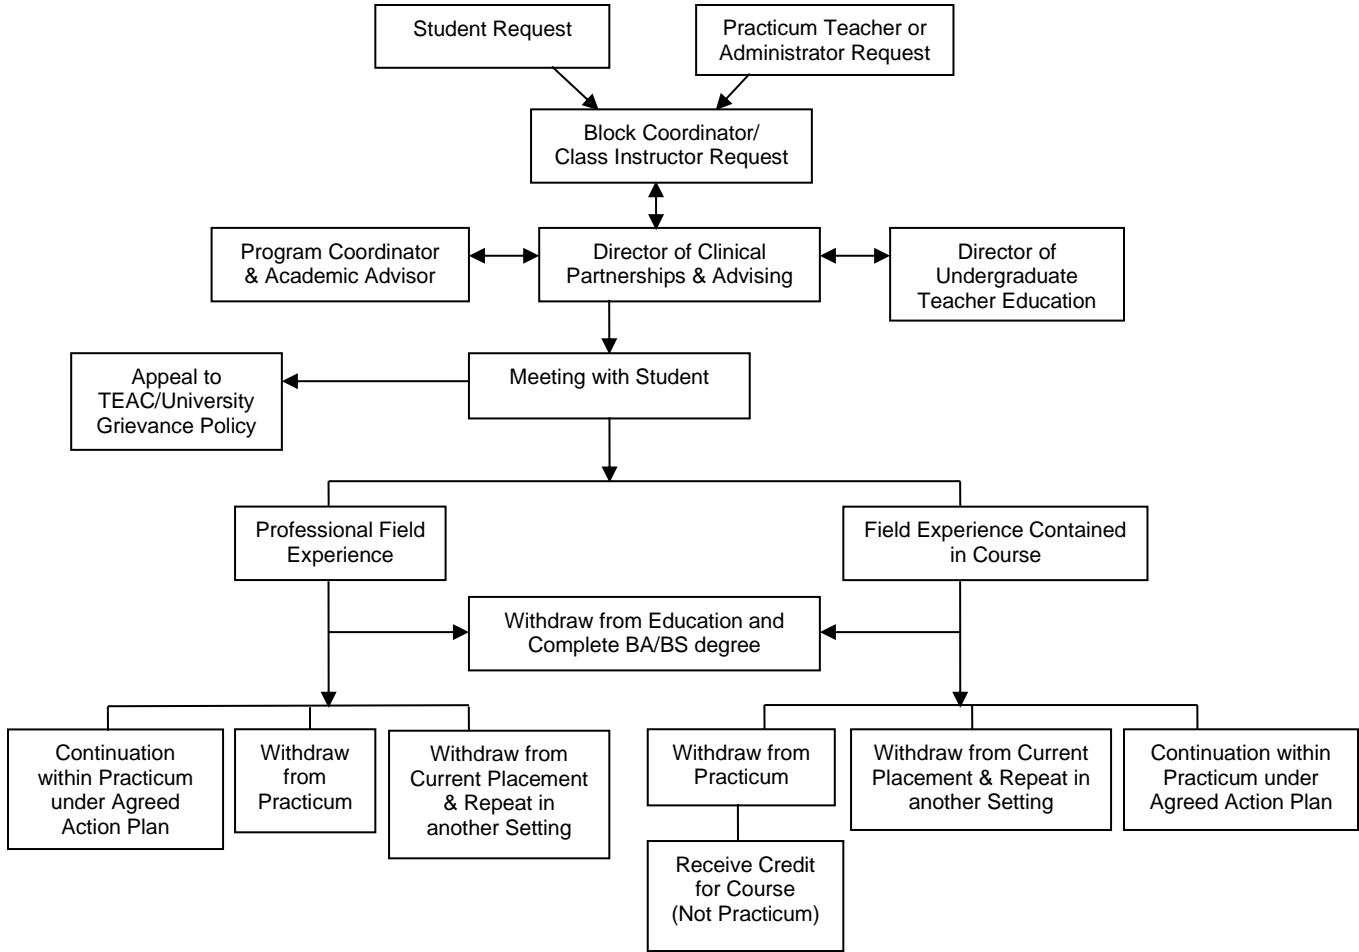 Student Request
Practicum Teacher or
Administrator Request
Block Coordinator/
Class Instructor Request
Program Coordinator
& Academic Advisor
Director of Clinical
Partnerships & Advising
Director of
Undergraduate
Teacher Education
Appeal to
TEAC/University
Grievance Policy
Meeting with Student
Professional Field
Experience
Field Experience Contained
in Course
Withdraw from Education and
Complete BA/BS degree
Continuation
within Practicum
under Agreed
Action Plan
Withdraw
from
Practicum
Withdraw from
Current Placement
& Repeat in
another Setting
Withdraw from
Practicum
Withdraw from Current
Placement & Repeat in
another Setting
Continuation within
Practicum under
Agreed Action Plan
Receive Credit
for Course
(Not Practicum)